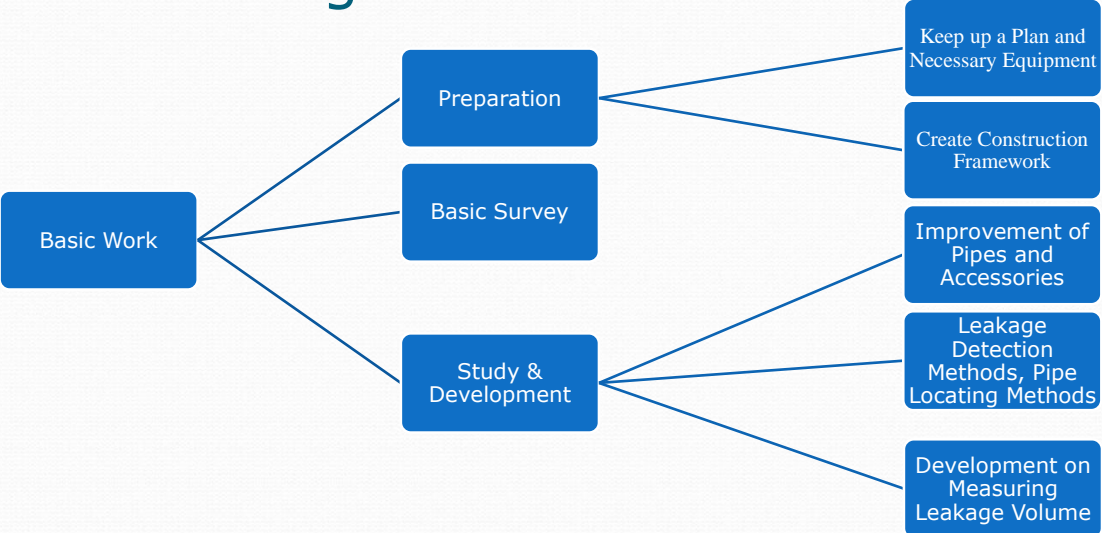 Basic Work
Preparation
Keep up a Plan and
Necessary Equipment
Create Construction
Framework
Basic Survey
Study &
Development
Improvement of
Pipes and
Accessories
Leakage
Detection
Methods, Pipe
Locating Methods
Development on
Measuring
Leakage Volume